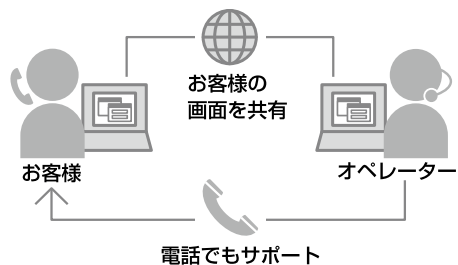 お客様の
画面を共有
お客様
オペレーター
電話でもサポート